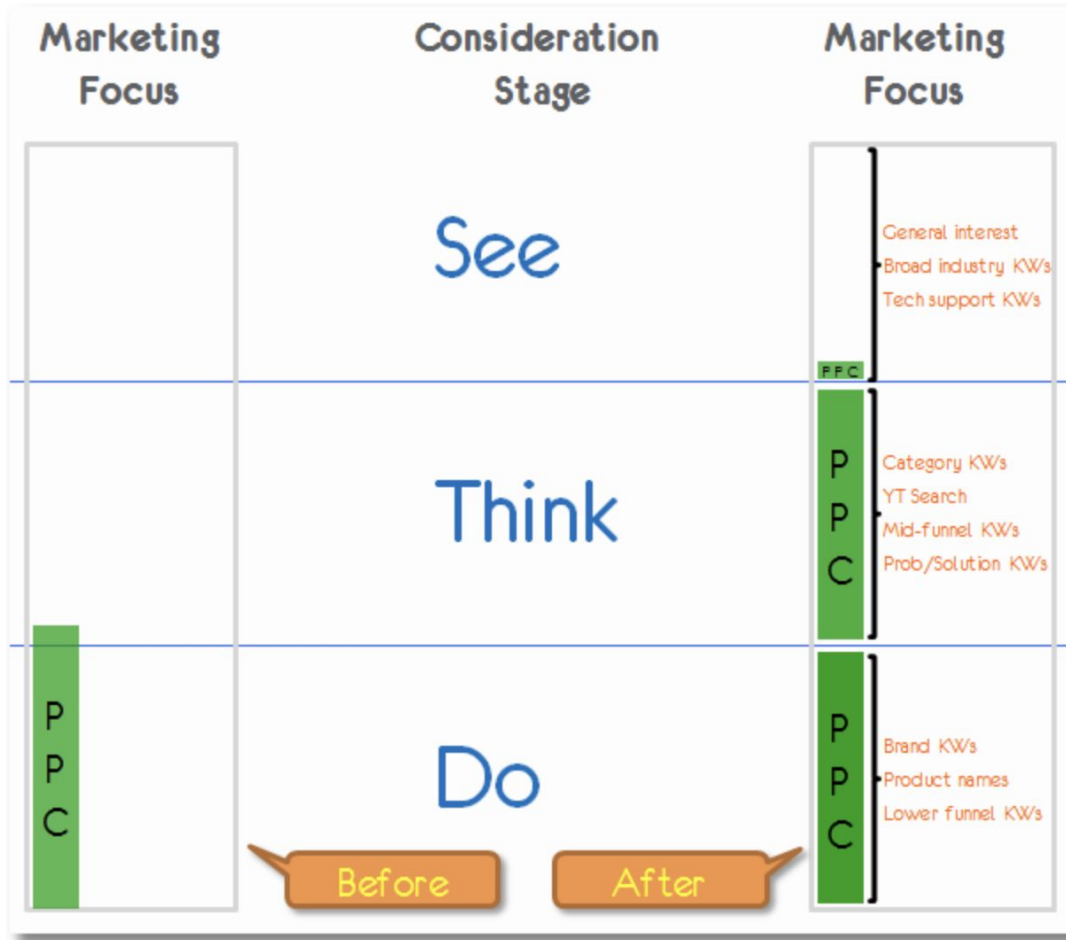 Marketing
Focus
Consideration
Stage
Marketing
Focus
See
General interest
Broad industry KWs
Tech support KWs
PPC
Think
P
P
C
Category KWs
YT Search
Mid-funnel KWs
Prob/Solution KWs
P
P
C
Do
P
P
C
Brand KWs
Product names
Lower funnel KWs
Before
After